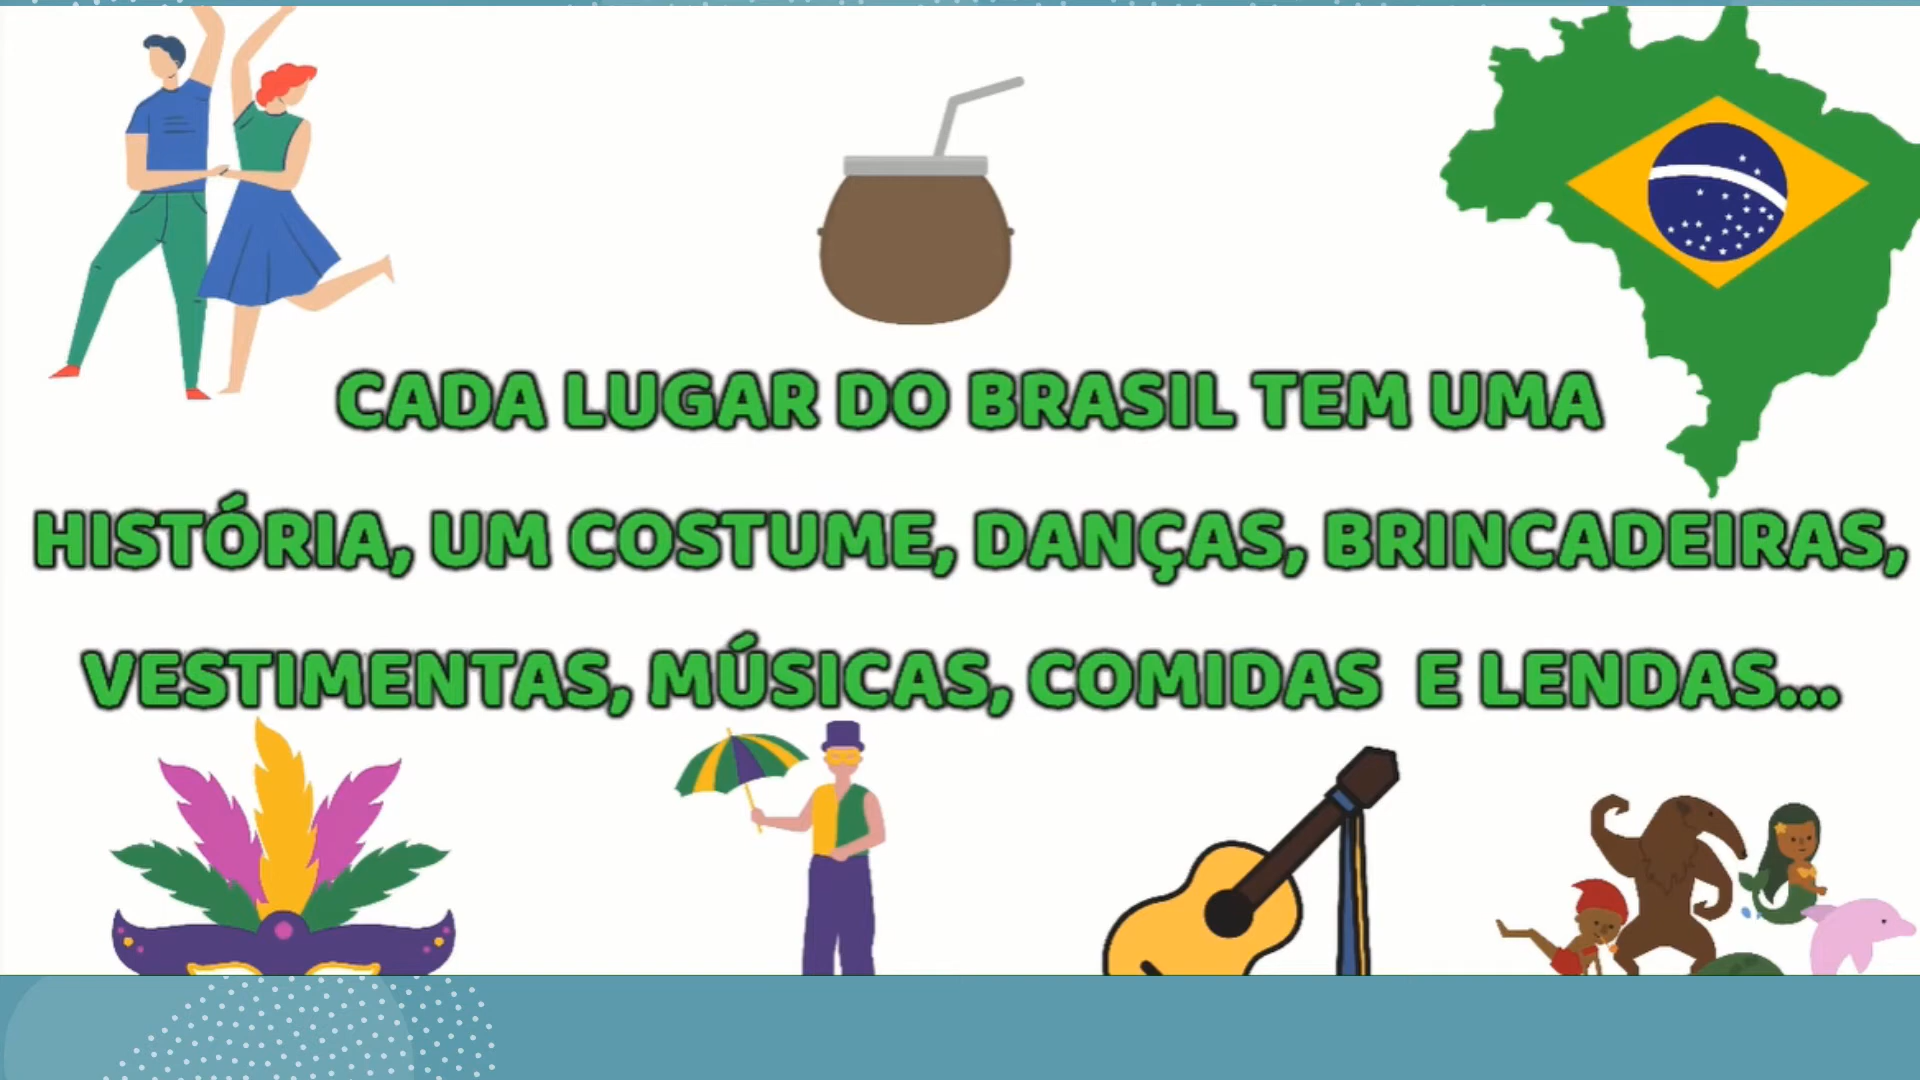 CADA LUGAR DO BRASIL TEM UMA
HISTÓRIA, UM COSTUME, DANÇAS, BRINCADEIRAS,
VESTIMENTAS, MÚSICAS, COMIDAS E LENDAS...